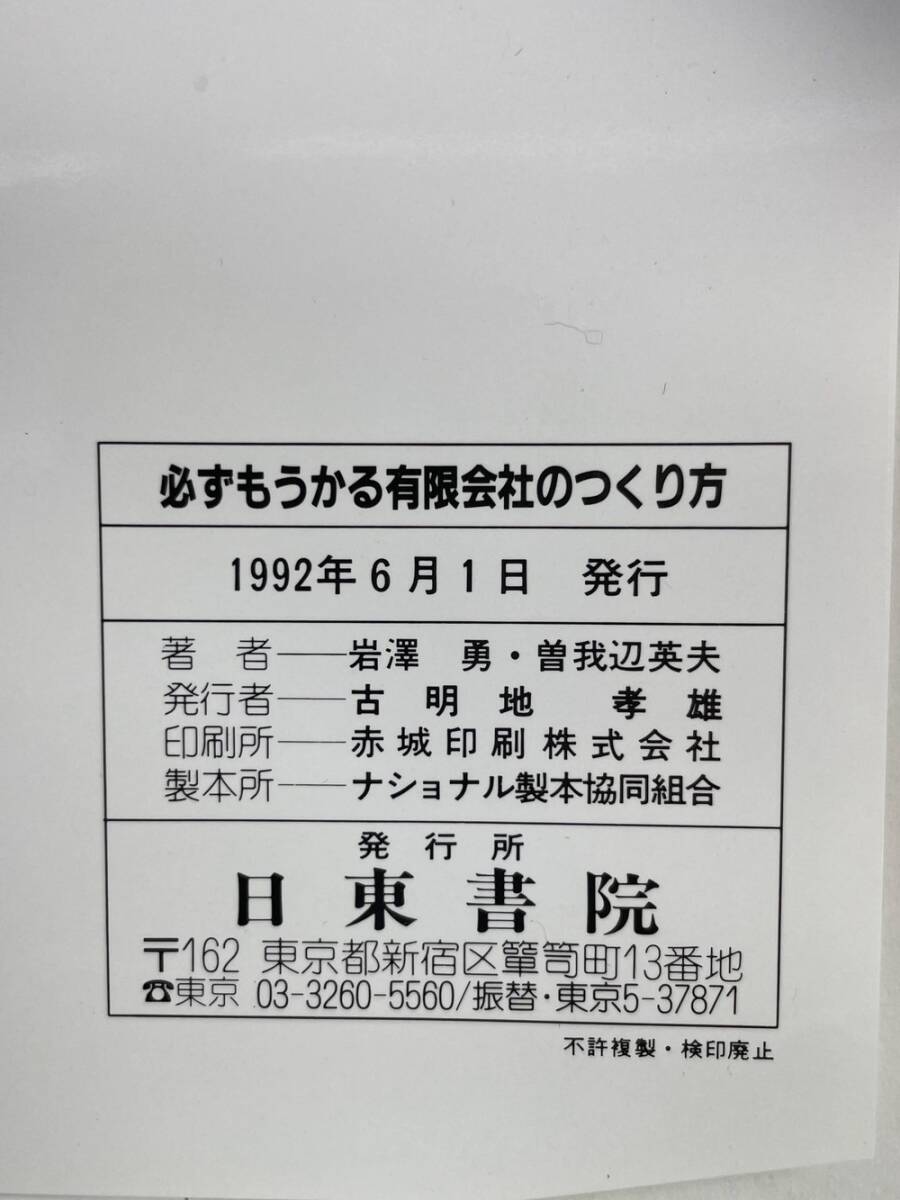 必ずもうかる有限会社のつくり方
1992年6月1日　発行
著者──岩澤　勇・曽我辺英夫
発行者──古明地　孝雄
印刷所──赤城印刷株式会社
製本所──ナショナル製本協同組合
発行所
日東書院
〒162 東京都新宿区簞笥町13番地
☎東京 03-3260-5560/振替・東京5-37871
不許複製・検印廃止